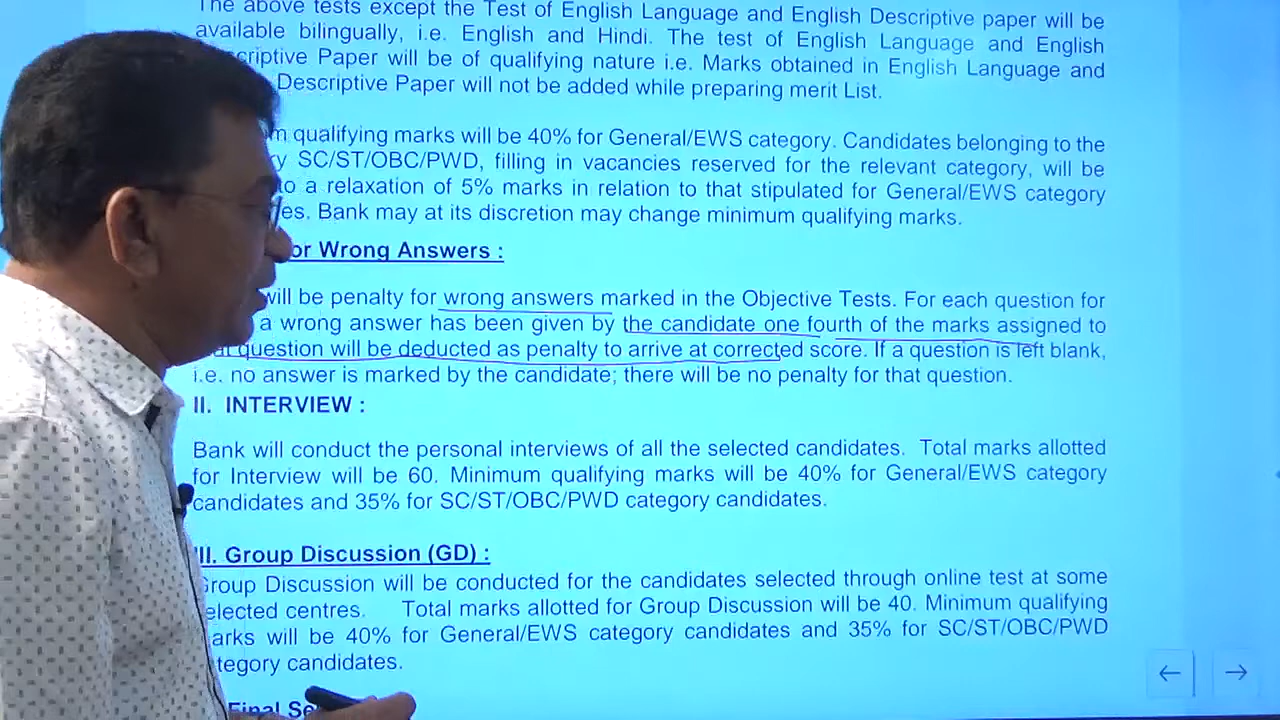 The above tests except the Test of English Language and English Descriptive paper will be
available bilingually, i.e. English and Hindi. The test of English Language and English
criptive Paper will be of qualifying nature i.e. Marks obtained in English Language and
Descriptive Paper will not be added while preparing merit List.
m qualifying marks will be 40% for General/EWS category. Candidates belonging to the
y SC/ST/OBC/PWD, filling in vacancies reserved for the relevant category, will be
to a relaxation of 5% marks in relation to that stipulated for General/EWS category
es. Bank may at its discretion may change minimum qualifying marks.
or Wrong Answers :
will be penalty for wrong answers marked in the Objective Tests. For each question for
a wrong answer has been given by the candidate one fourth of the marks assigned to
question will be deducted as penalty to arrive at corrected score. If a question is left blank,
i.e. no answer is marked by the candidate; there will be no penalty for that question.
II. INTERVIEW :
Bank will conduct the personal interviews of all the selected candidates. Total marks allotted
for Interview will be 60. Minimum qualifying marks will be 40% for General/EWS category
candidates and 35% for SC/ST/OBC/PWD category candidates.
III. Group Discussion (GD) :
Group Discussion will be conducted for the candidates selected through online test at some
elected centres. Total marks allotted for Group Discussion will be 40. Minimum qualifying
arks will be 40% for General/EWS category candidates and 35% for SC/ST/OBC/PWD
tegory candidates.
Final Se